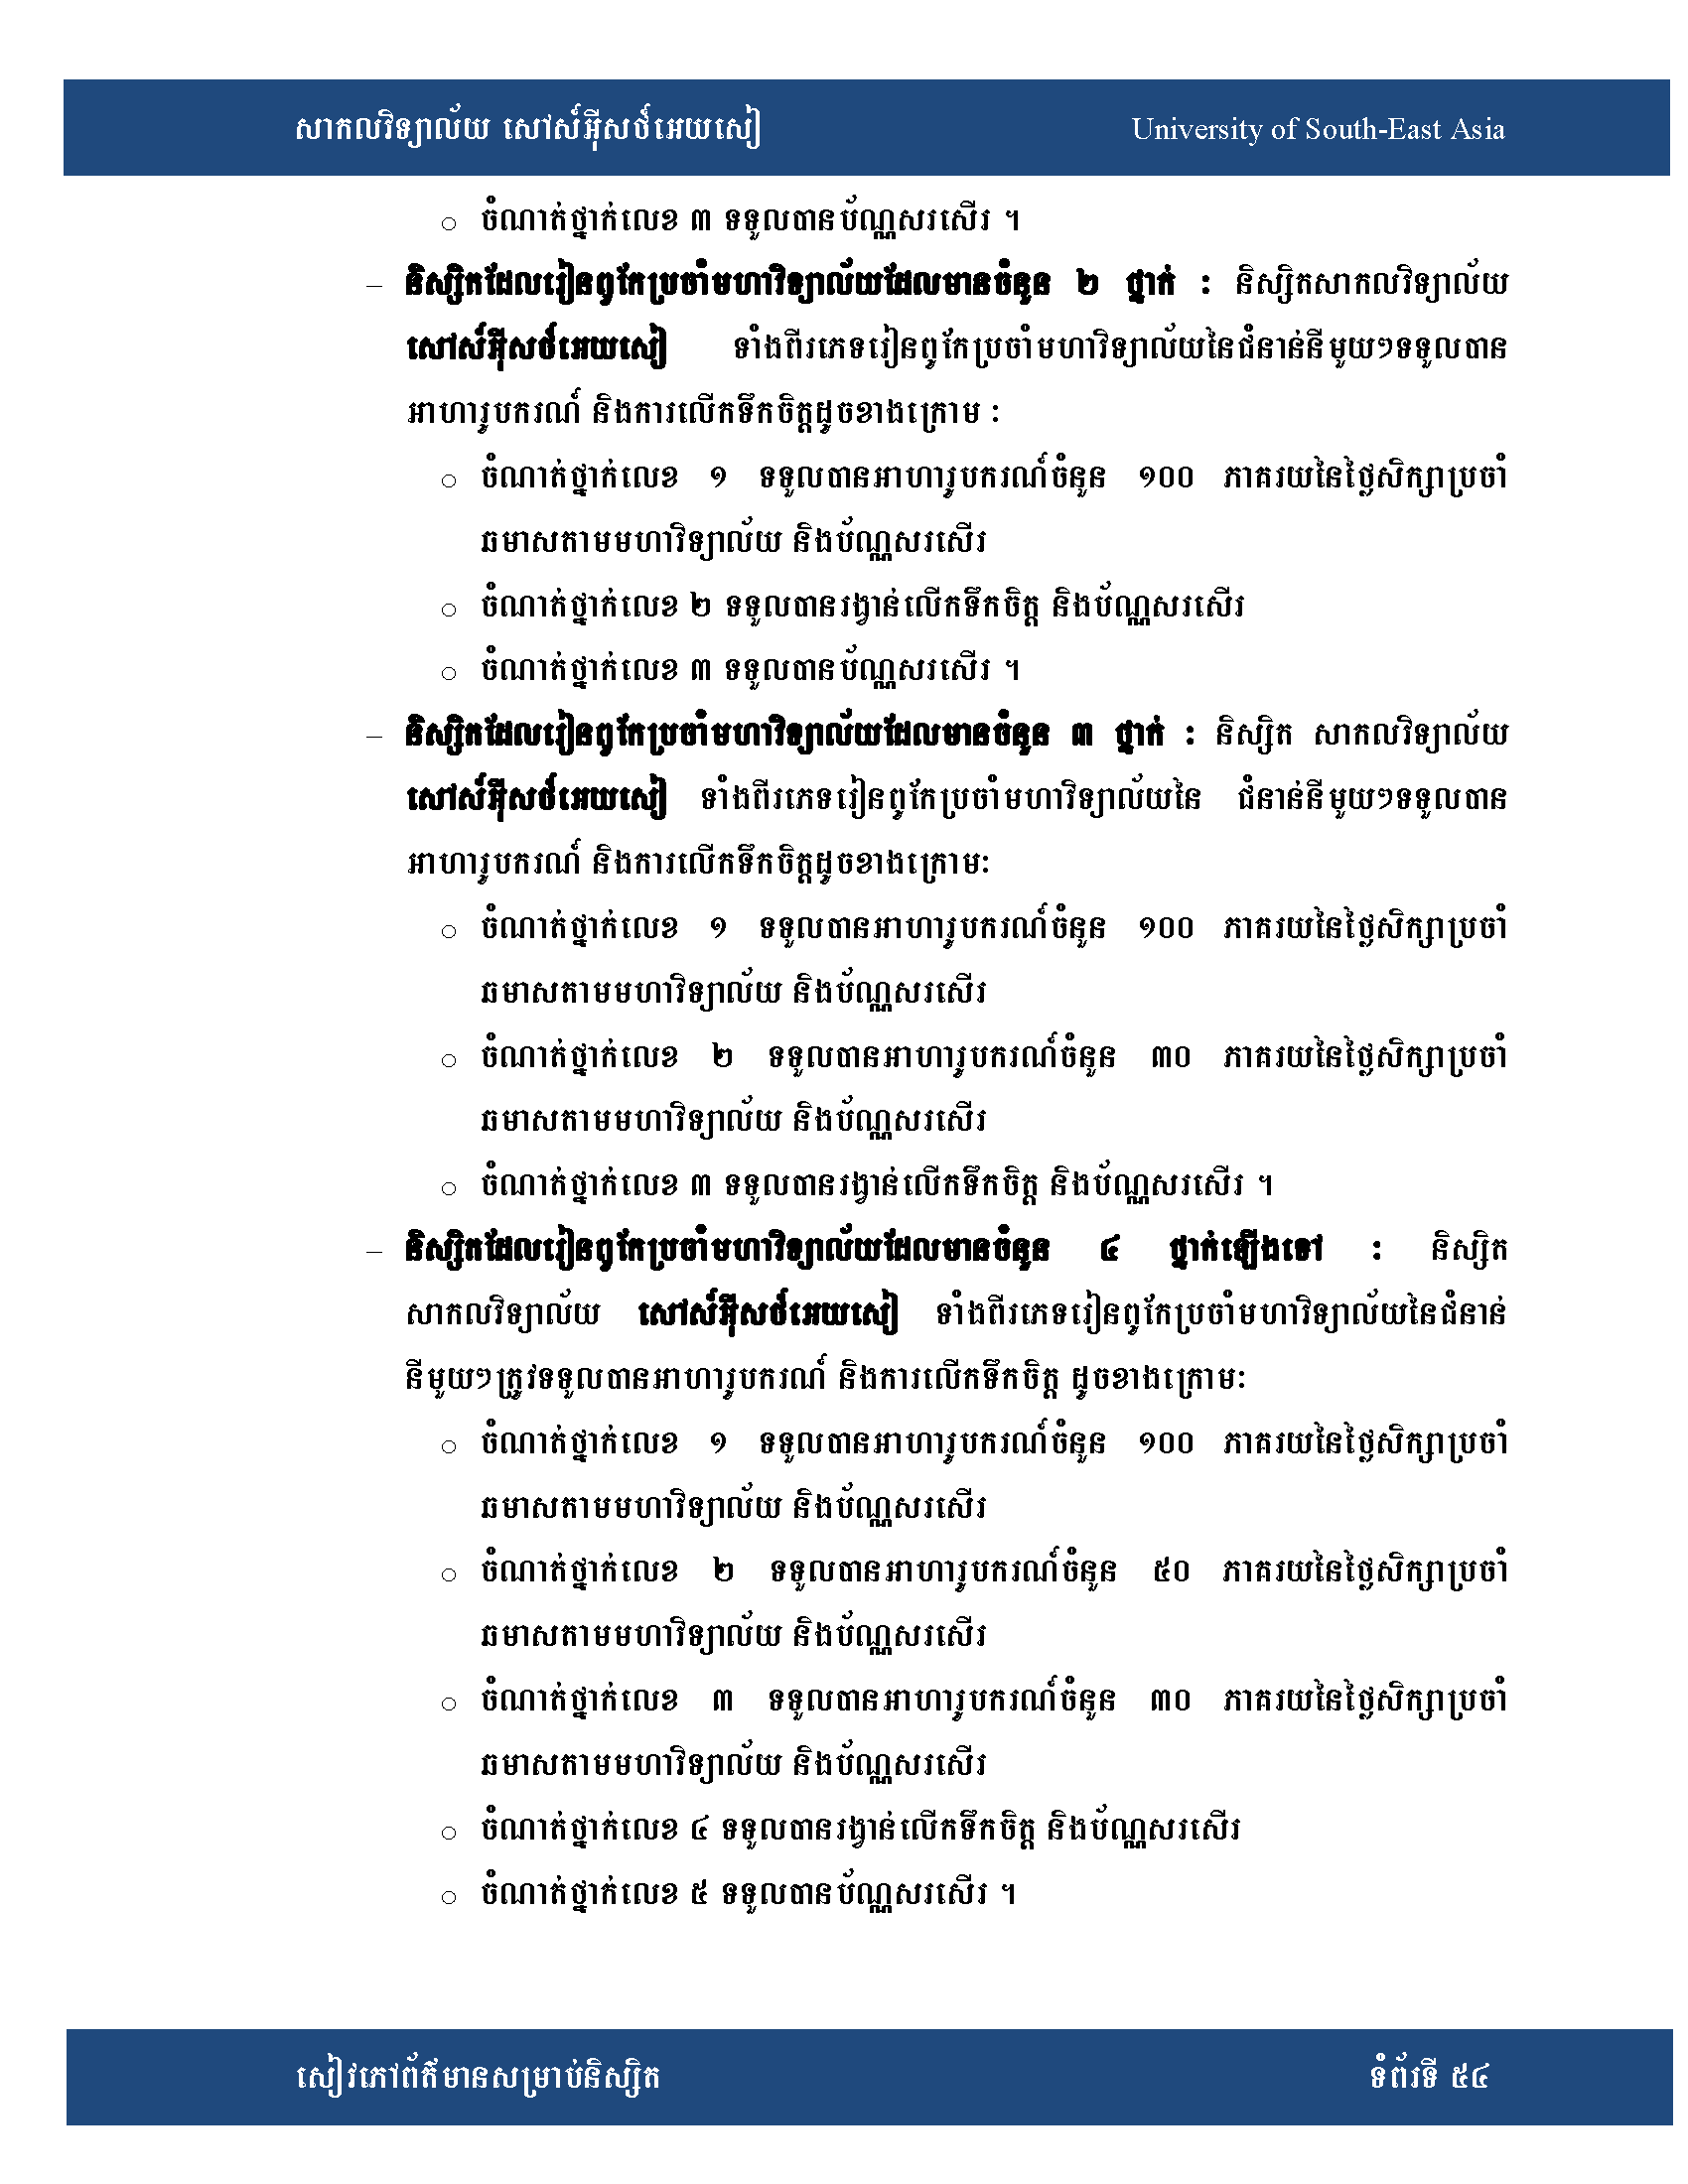 សាកលវិទ្យាល័យ សៅស៍អ៊ីសថ៍អេយសៀ University of South-East Asia
o ចំណាត់ថ្នាក់លេខ ៣ ទទួលបានប័ណ្ណសរសើរ ។
– និស្សិតដែលរៀនពូកែប្រចាំមហាវិទ្យាល័យដែលមានចំនួន ២ ថ្នាក់ : និស្សិតសាកលវិទ្យាល័យ
សៅស៍អ៊ីសថ៍អេយសៀ ទាំងពីរភេទរៀនពូកែប្រចាំមហាវិទ្យាល័យនៃជំនាន់នីមួយៗទទួលបាន
អាហារូបករណ៍ និងការលើកទឹកចិត្តដូចខាងក្រោម :
o ចំណាត់ថ្នាក់លេខ ១ ទទួលបានអាហារូបករណ៍ចំនួន ១០០ ភាគរយនៃថ្លៃសិក្សាប្រចាំ
ឆមាសតាមមហាវិទ្យាល័យ និងប័ណ្ណសរសើរ
o ចំណាត់ថ្នាក់លេខ ២ ទទួលបានរង្វាន់លើកទឹកចិត្ត និងប័ណ្ណសរសើរ
o ចំណាត់ថ្នាក់លេខ ៣ ទទួលបានប័ណ្ណសរសើរ ។
– និស្សិតដែលរៀនពូកែប្រចាំមហាវិទ្យាល័យដែលមានចំនួន ៣ ថ្នាក់ : និស្សិត សាកលវិទ្យាល័យ
សៅស៍អ៊ីសថ៍អេយសៀ ទាំងពីរភេទរៀនពូកែប្រចាំមហាវិទ្យាល័យនៃ ជំនាន់នីមួយៗទទួលបាន
អាហារូបករណ៍ និងការលើកទឹកចិត្តដូចខាងក្រោម:
o ចំណាត់ថ្នាក់លេខ ១ ទទួលបានអាហារូបករណ៍ចំនួន ១០០ ភាគរយនៃថ្លៃសិក្សាប្រចាំ
ឆមាសតាមមហាវិទ្យាល័យ និងប័ណ្ណសរសើរ
o ចំណាត់ថ្នាក់លេខ ២ ទទួលបានអាហារូបករណ៍ចំនួន ៣០ ភាគរយនៃថ្លៃសិក្សាប្រចាំ
ឆមាសតាមមហាវិទ្យាល័យ និងប័ណ្ណសរសើរ
o ចំណាត់ថ្នាក់លេខ ៣ ទទួលបានរង្វាន់លើកទឹកចិត្ត និងប័ណ្ណសរសើរ ។
– និស្សិតដែលរៀនពូកែប្រចាំមហាវិទ្យាល័យដែលមានចំនួន ៤ ថ្នាក់ឡើងទៅ : និស្សិត
សាកលវិទ្យាល័យ សៅស៍អ៊ីសថ៍អេយសៀ ទាំងពីរភេទរៀនពូកែប្រចាំមហាវិទ្យាល័យនៃជំនាន់
នីមួយៗត្រូវទទួលបានអាហារូបករណ៍ និងការលើកទឹកចិត្ត ដូចខាងក្រោម:
o ចំណាត់ថ្នាក់លេខ ១ ទទួលបានអាហារូបករណ៍ចំនួន ១០០ ភាគរយនៃថ្លៃសិក្សាប្រចាំ
ឆមាសតាមមហាវិទ្យាល័យ និងប័ណ្ណសរសើរ
o ចំណាត់ថ្នាក់លេខ ២ ទទួលបានអាហារូបករណ៍ចំនួន ៥០ ភាគរយនៃថ្លៃសិក្សាប្រចាំ
ឆមាសតាមមហាវិទ្យាល័យ និងប័ណ្ណសរសើរ
o ចំណាត់ថ្នាក់លេខ ៣ ទទួលបានអាហារូបករណ៍ចំនួន ៣០ ភាគរយនៃថ្លៃសិក្សាប្រចាំ
ឆមាសតាមមហាវិទ្យាល័យ និងប័ណ្ណសរសើរ
o ចំណាត់ថ្នាក់លេខ ៤ ទទួលបានរង្វាន់លើកទឹកចិត្ត និងប័ណ្ណសរសើរ
o ចំណាត់ថ្នាក់លេខ ៥ ទទួលបានប័ណ្ណសរសើរ ។
សៀវភៅព័ត៌មានសម្រាប់និស្សិត ទំព័រទី ៥៤